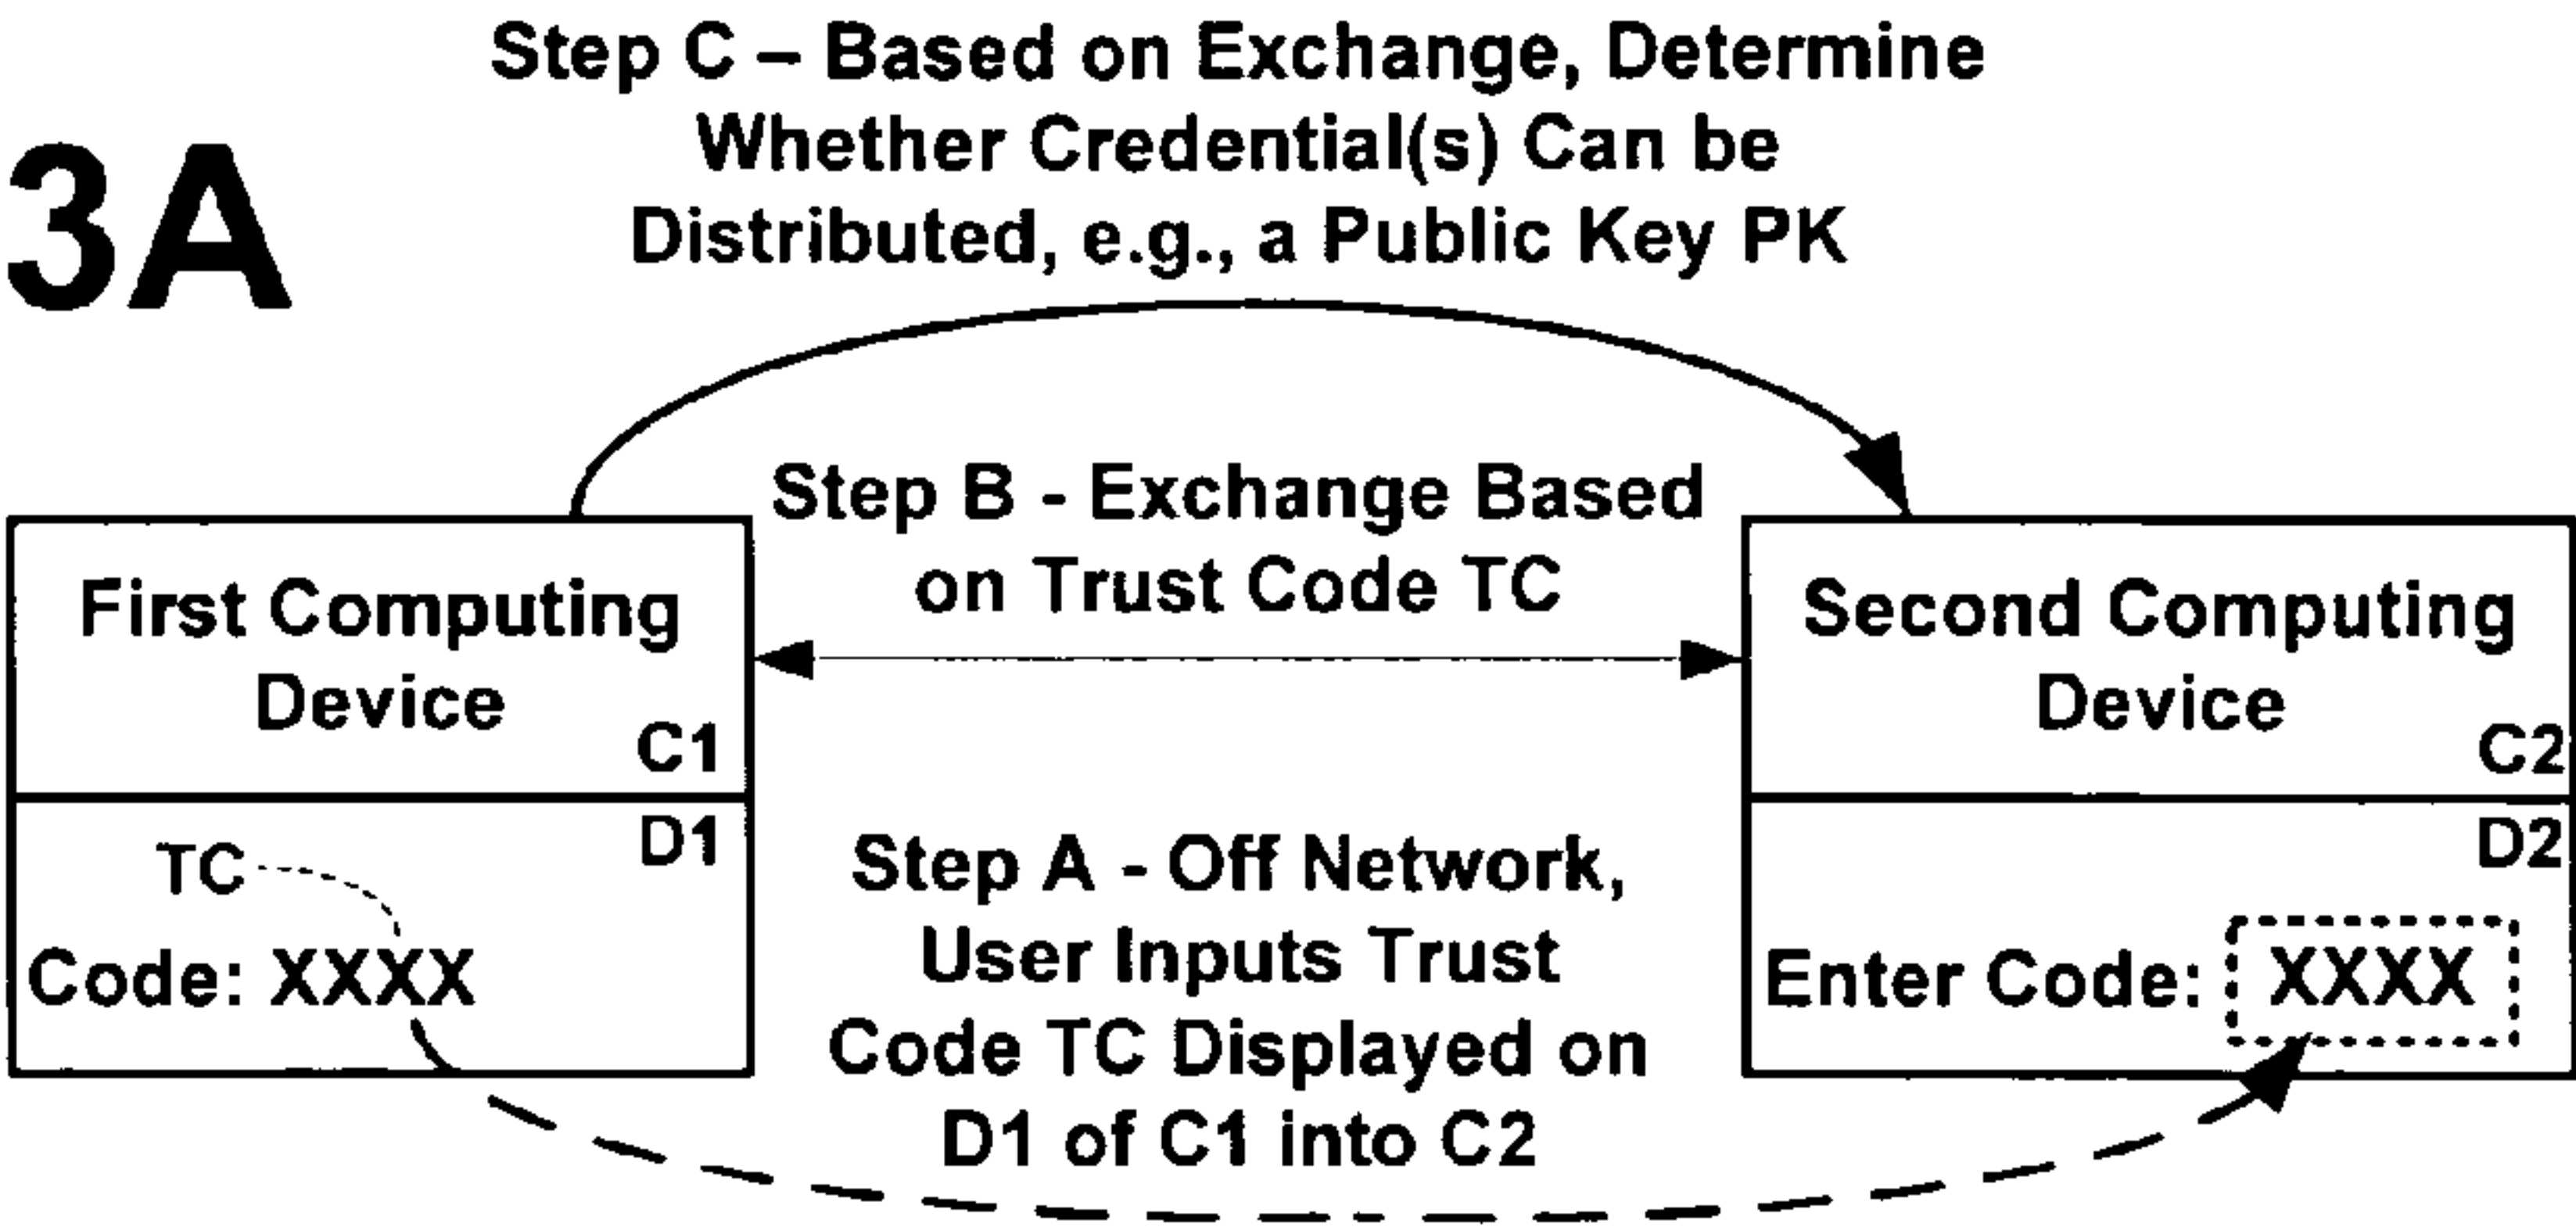 3A
Step C – Based on Exchange, Determine
Whether Credential(s) Can be
Distributed, e.g., a Public Key PK
Step B - Exchange Based
on Trust Code TC
First Computing
Device
C1
D1
TC
Code: XXXX
Step A - Off Network,
User Inputs Trust
Code TC Displayed on
D1 of C1 into C2
Second Computing
Device
C2
D2
Enter Code: XXXX